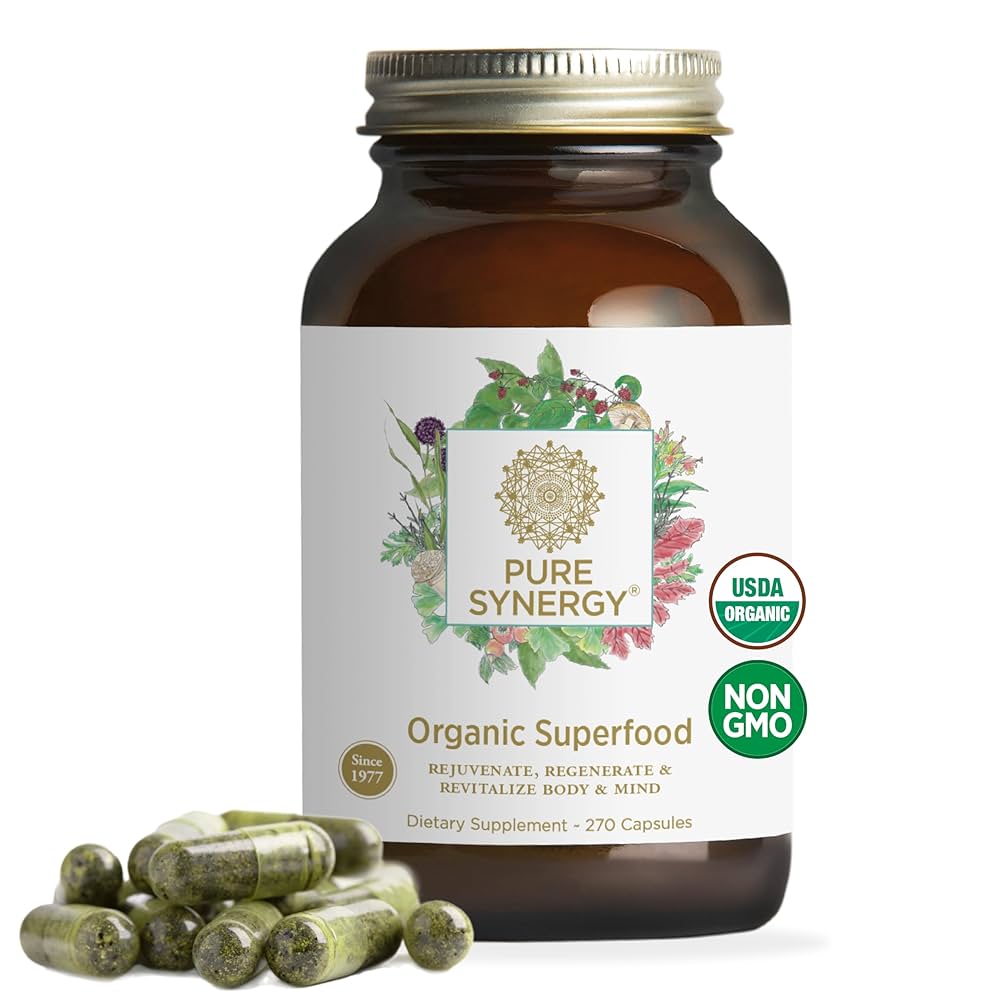 PURE
SYNERGY®
USDA
ORGANIC
NON
GMO
Organic Superfood
Since
1977
REJUVENATE, REGENERATE &
REVITALIZE BODY & MIND
Dietary Supplement ~ 270 Capsules